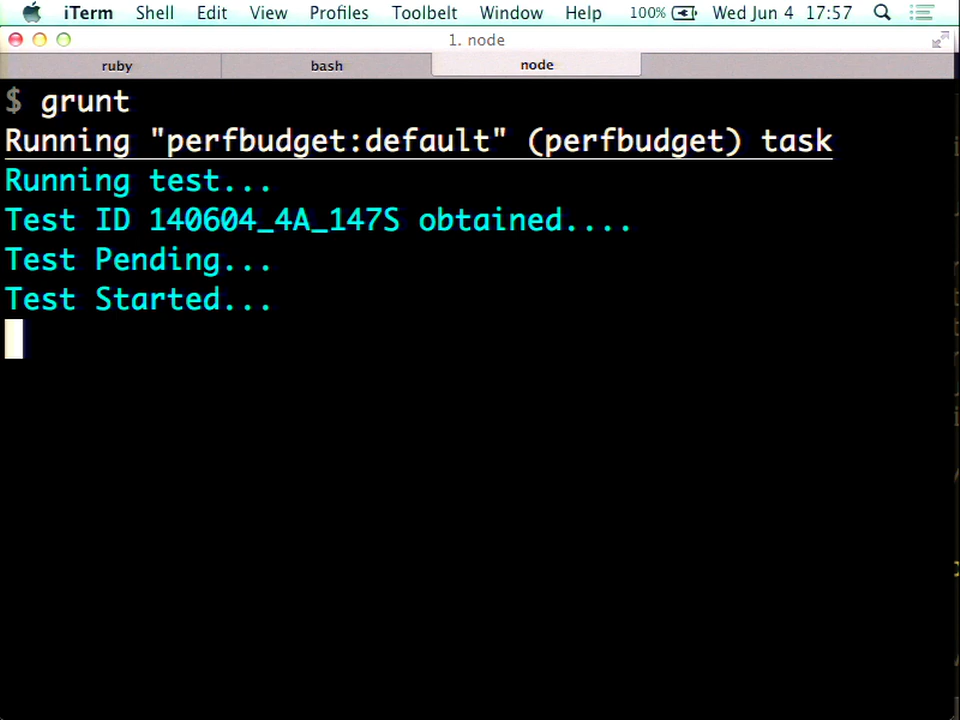 iTerm Shell Edit View Profiles Toolbelt Window Help 100% Wed Jun 4 17:57
1. node
ruby bash node
$ grunt
Running "perfbudget:default" (perfbudget) task
Running test...
Test ID 140604_4A_147S obtained....
Test Pending...
Test Started...